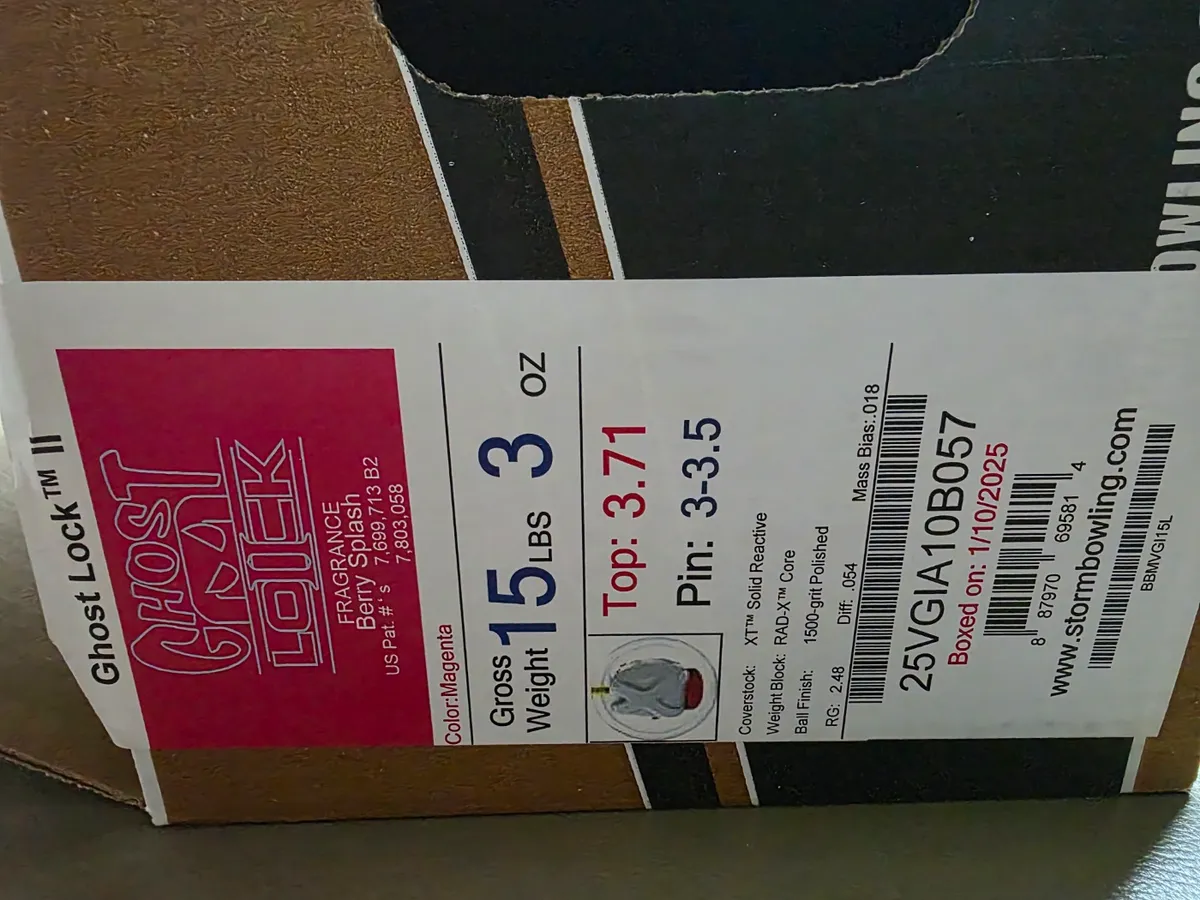 Ghost Lock™ II
GHOST
LOCK
FRAGRANCE
Berry Splash
US Pat. #'s 7,699,713 B2
7,803,058
Color:Magenta
Gross Weight 15 LBS 3 OZ
Top: 3.71
Pin: 3-3.5
Coverstock: XT™ Solid Reactive
Weight Block: RAD-X™ Core
Ball Finish: 1500-grit Polished
RG: 2.48 Diff: .054 Mass Bias:.018
25VGIA10B057
Boxed on: 1/10/2025
8 87970 69581 4
www.stormbowling.com
BBMVGI15L